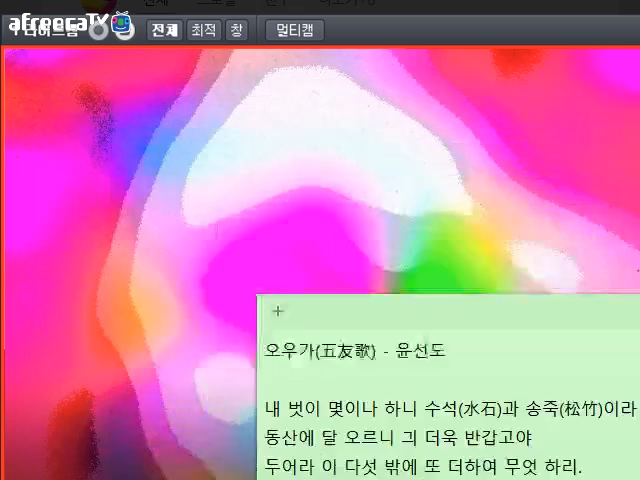 afreecaTV
전체 최적 창 멀티캠
+
오우가(五友歌) - 윤선도
내 벗이 몇이나 하니 수석(水石)과 송죽(松竹)이라
동산에 달 오르니 긔 더욱 반갑고야
두어라 이 다섯 밖에 또 더하여 무엇 하리.